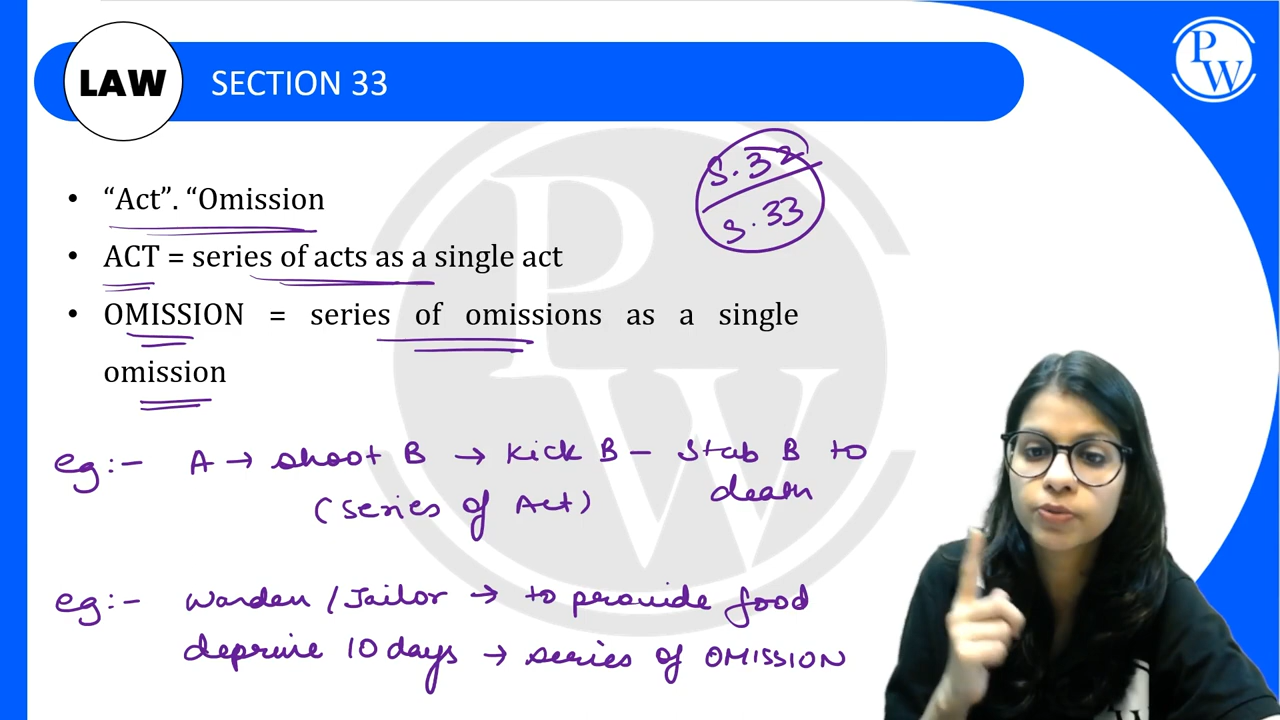 LAW
SECTION 33
PW
S.32
S.33
• “Act”. “Omission
• ACT = series of acts as a single act
• OMISSION = series of omissions as a single
omission
eg:- A → shoot B → Kick B - Stab B to
death
(series of Act)
eg:- Warden / Jailor → to provide food
deprive 10 days → series of OMISSION